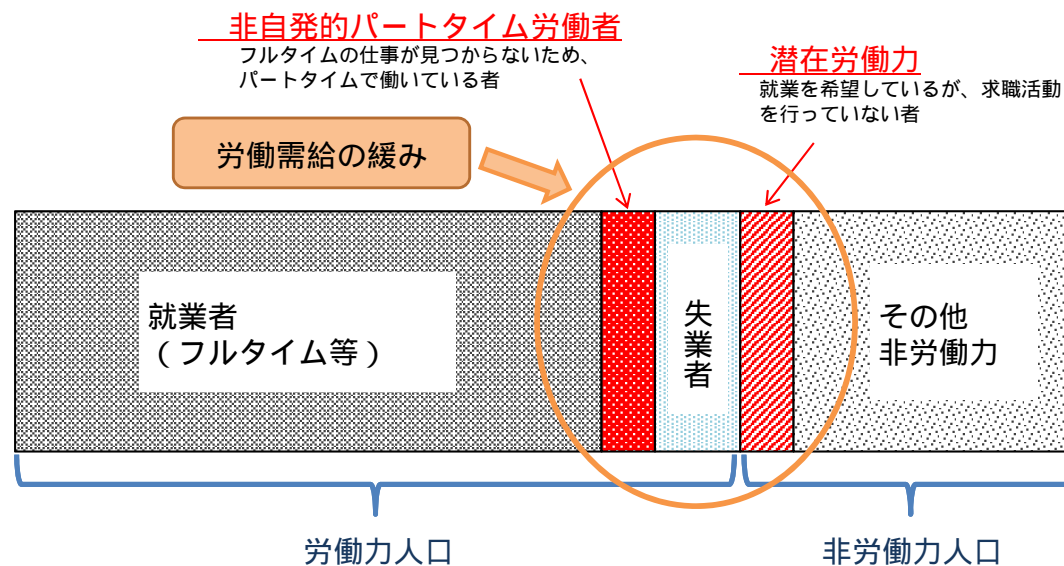 非自発的パートタイム労働者
フルタイムの仕事が見つからないため、
パートタイムで働いている者
潜在労働力
就業を希望しているが、求職活動
を行っていない者
労働需給の緩み
就業者
（フルタイム等）
失業者
その他
非労働力
労働力人口
非労働力人口